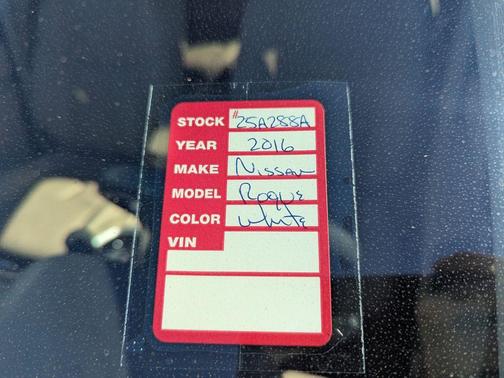 STOCK #25A288A
YEAR 2016
MAKE Nissan
MODEL Rogue
COLOR White
VIN